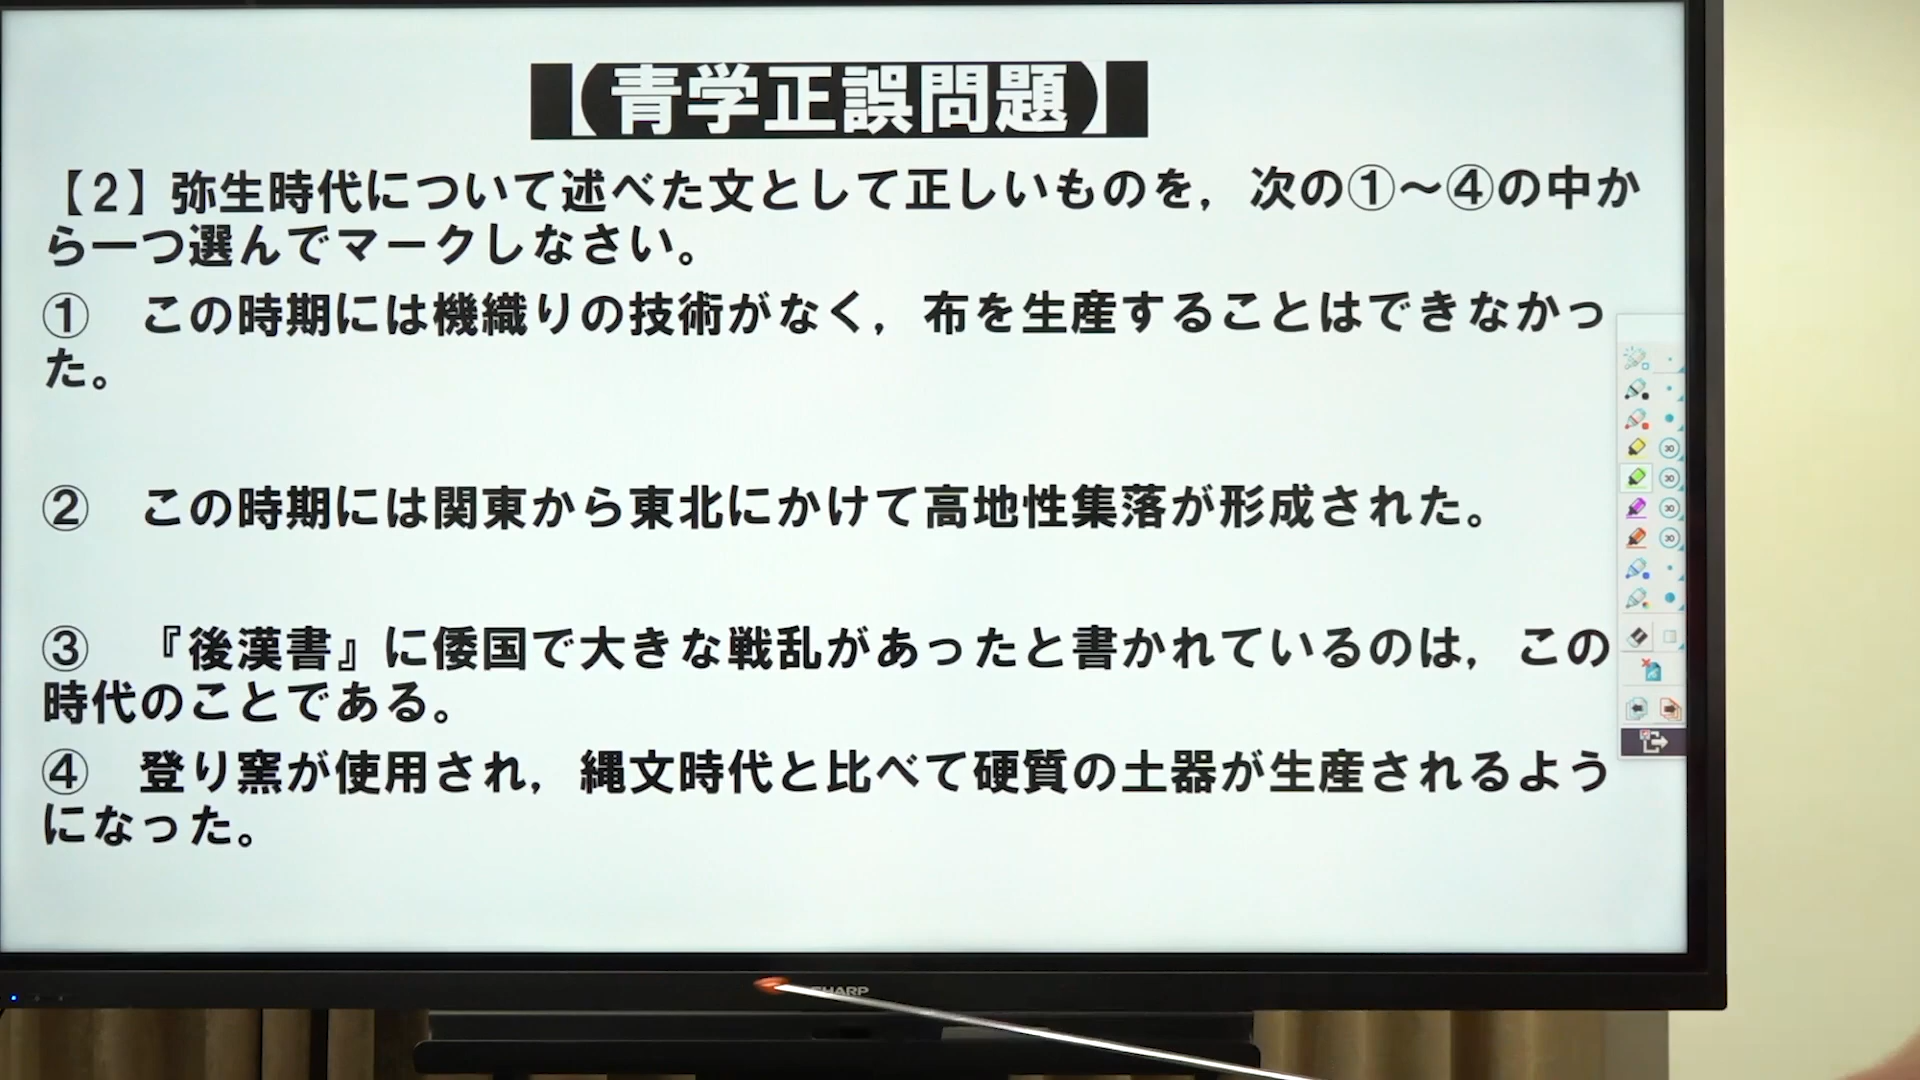 【(青学正誤問題)】
【2】弥生時代について述べた文として正しいものを，次の①～④の中か
ら一つ選んでマークしなさい。
①　この時期には機織りの技術がなく，布を生産することはできなかっ
た。
②　この時期には関東から東北にかけて高地性集落が形成された。
③　『後漢書』に倭国で大きな戦乱があったと書かれているのは，この
時代のことである。
④　登り窯が使用され，縄文時代と比べて硬質の土器が生産されるよう
になった。
30
30
30
30
SHARP